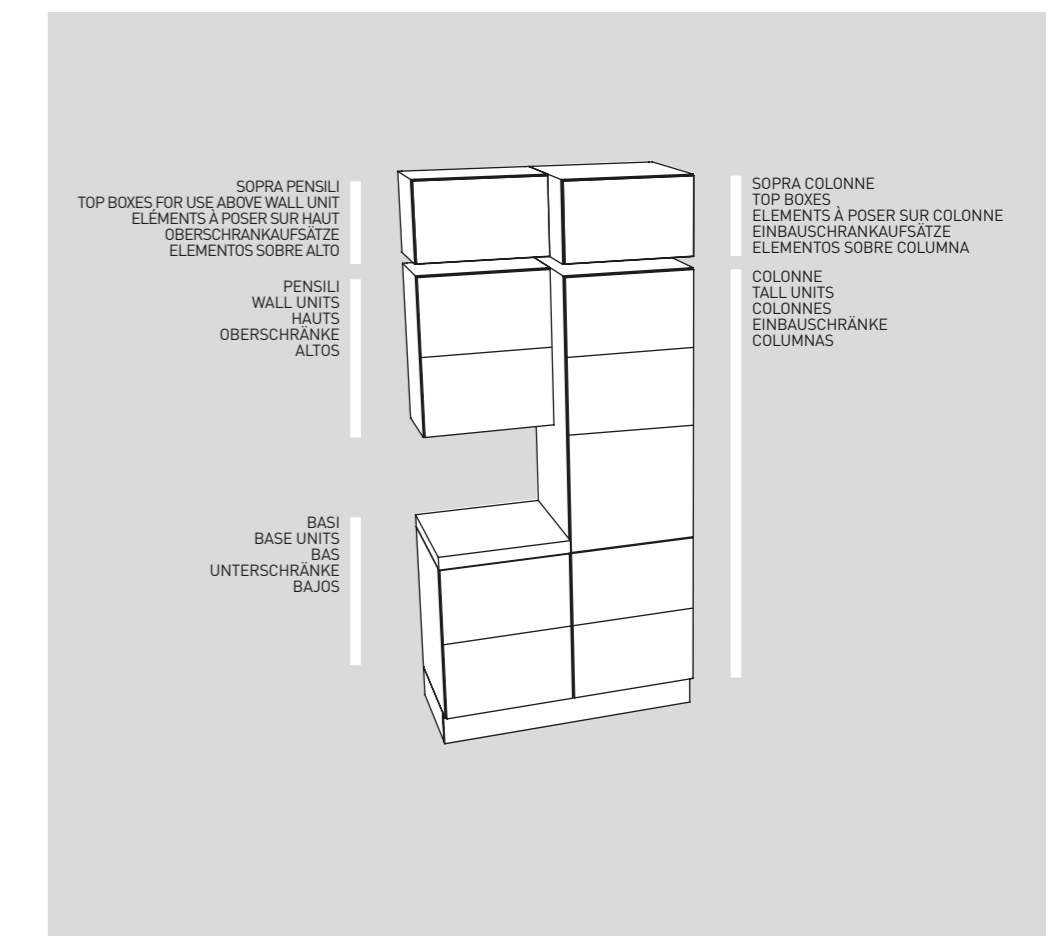 SOPRA PENSILI
TOP BOXES FOR USE ABOVE WALL UNIT
ELÉMENTS À POSER SUR HAUT
OBERSCHRANKAUFSÄTZE
ELEMENTOS SOBRE ALTO
PENSILI
WALL UNITS
HAUTS
OBERSCHRÄNKE
ALTOS
BASI
BASE UNITS
BAS
UNTERSCHRÄNKE
BAJOS
SOPRA COLONNE
TOP BOXES
ELEMENTS À POSER SUR COLONNE
EINBAUSCHRANKAUFSÄTZE
ELEMENTOS SOBRE COLUMNA
COLONNE
TALL UNITS
COLONNES
EINBAUSCHRÄNKE
COLUMNAS